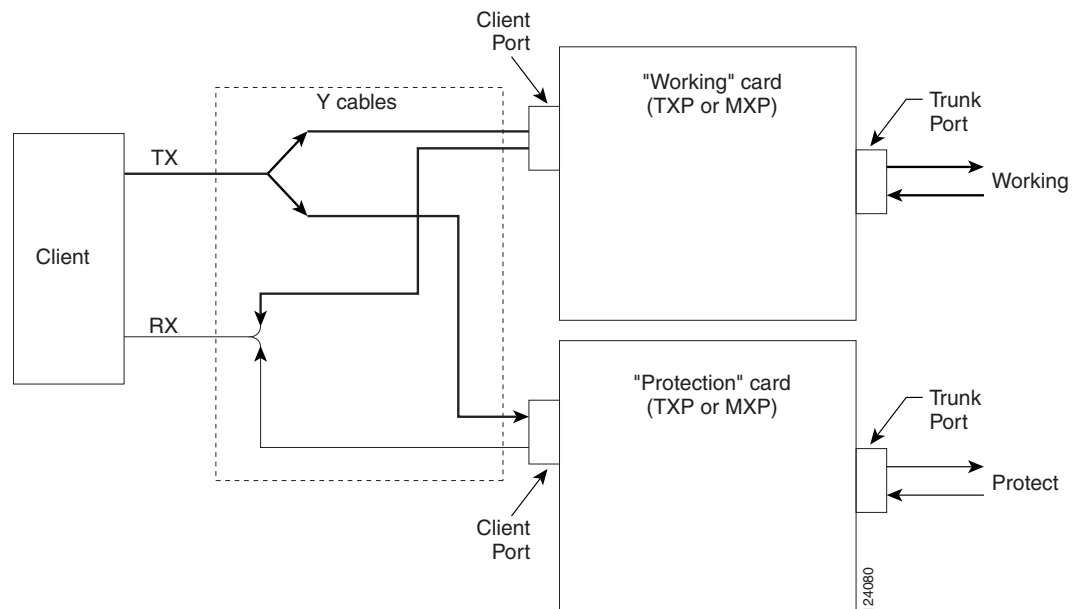 Client
Port
"Working" card
(TXP or MXP)
Trunk
Port
Y cables
TX
Working
Client
RX
"Protection" card
(TXP or MXP)
Trunk
Port
Protect
Client
Port
24080